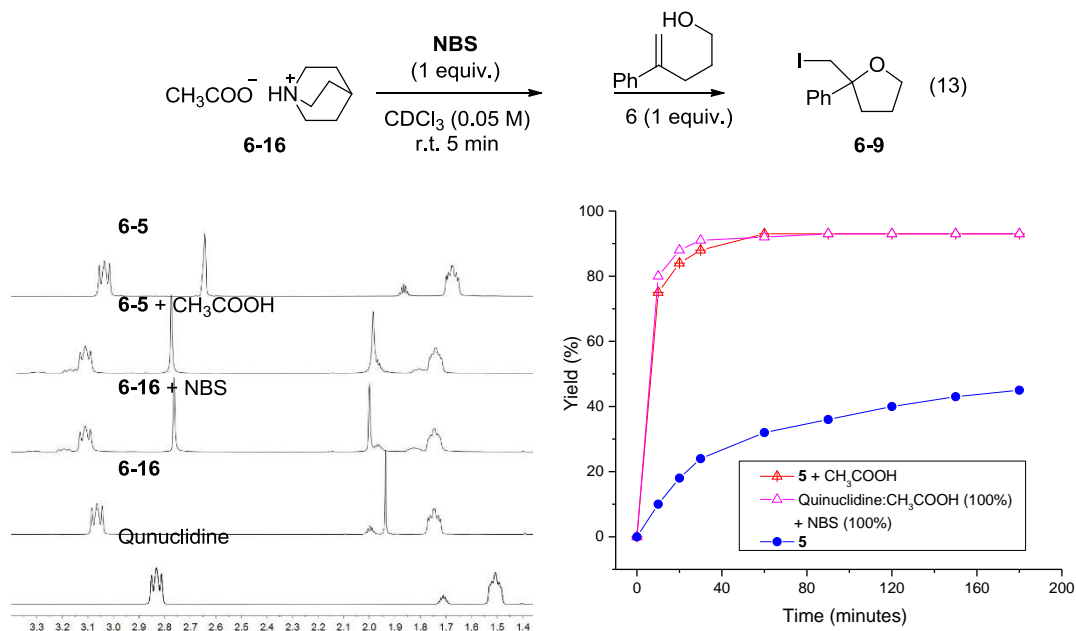 NBS
(1 equiv.)
CH3COO−
HN+
6-16
CDCl3 (0.05 M)
r.t. 5 min
HO
Ph
6 (1 equiv.)
I
O
Ph
6-9
(13)
6-5
6-5 + CH3COOH
6-16 + NBS
6-16
Qunuclidine
3.3 3.2 3.1 3.0 2.9 2.8 2.7 2.6 2.5 2.4 2.3 2.2 2.1 2.0 1.9 1.8 1.7 1.6 1.5 1.4
100
80
60
40
20
0
Yield (%)
5 + CH3COOH
Quinuclidine:CH3COOH (100%)
+ NBS (100%)
5
0 40 80 120 160 200
Time (minutes)